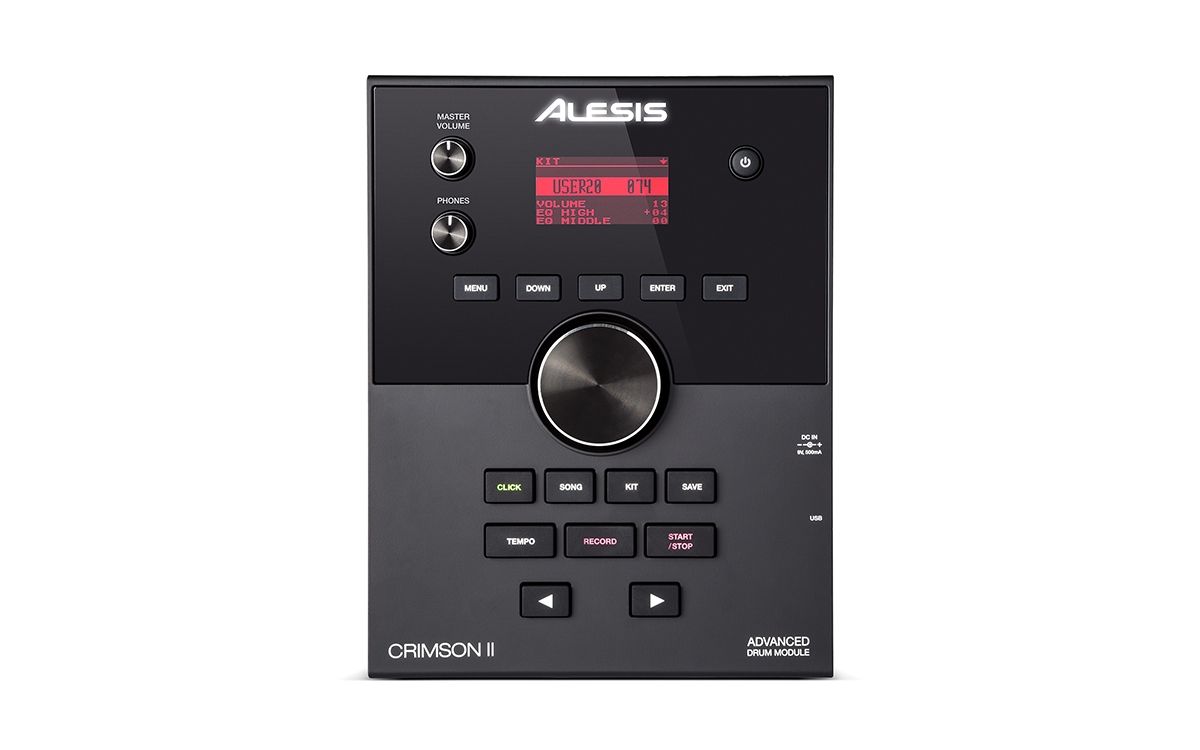 ALESIS
MASTER
VOLUME
PHONES
KIT
USER20 074
VOLUME 13
EQ HIGH +04
EQ MIDDLE 00
MENU DOWN UP ENTER EXIT
DC IN
9V, 500mA
CLICK SONG KIT SAVE
USB
TEMPO RECORD START
/STOP
CRIMSON II
ADVANCED
DRUM MODULE